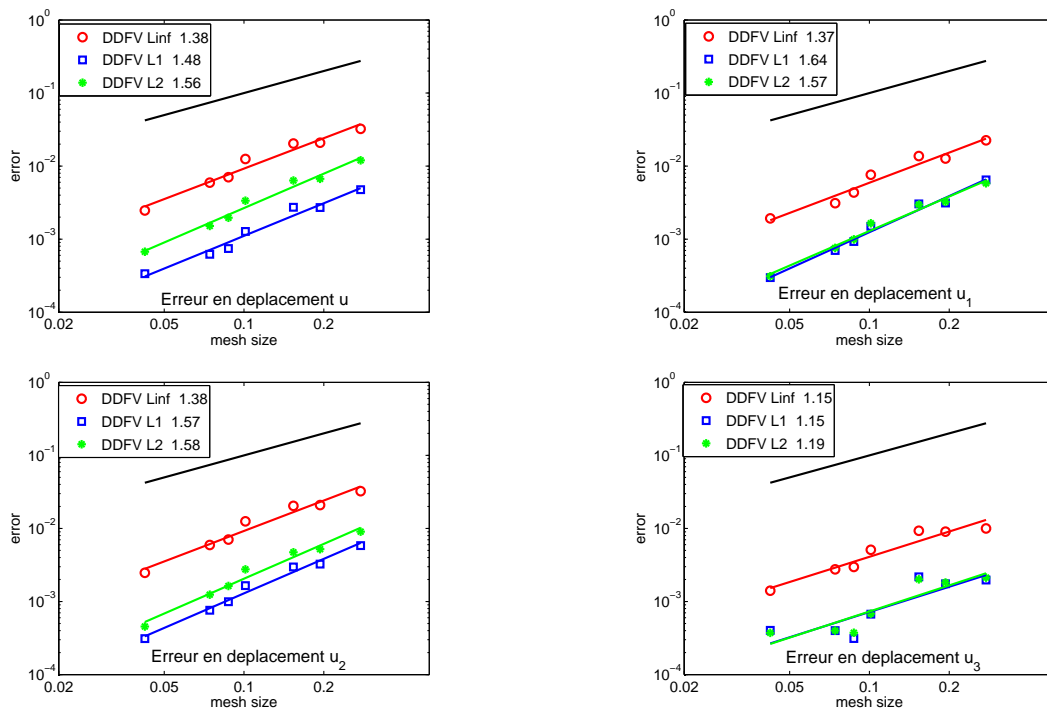 10^0
DDFV Linf 1.38
DDFV L1 1.48
DDFV L2 1.56
10^-1
10^-2
10^-3
10^-4
error
Erreur en deplacement u
0.02 0.05 0.1 0.2
mesh size
10^0
DDFV Linf 1.37
DDFV L1 1.64
DDFV L2 1.57
10^-1
10^-2
10^-3
10^-4
error
Erreur en deplacement u_1
0.02 0.05 0.1 0.2
mesh size
10^0
DDFV Linf 1.38
DDFV L1 1.57
DDFV L2 1.58
10^-1
10^-2
10^-3
10^-4
error
Erreur en deplacement u_2
0.02 0.05 0.1 0.2
mesh size
10^0
DDFV Linf 1.15
DDFV L1 1.15
DDFV L2 1.19
10^-1
10^-2
10^-3
10^-4
error
Erreur en deplacement u_3
0.02 0.05 0.1 0.2
mesh size